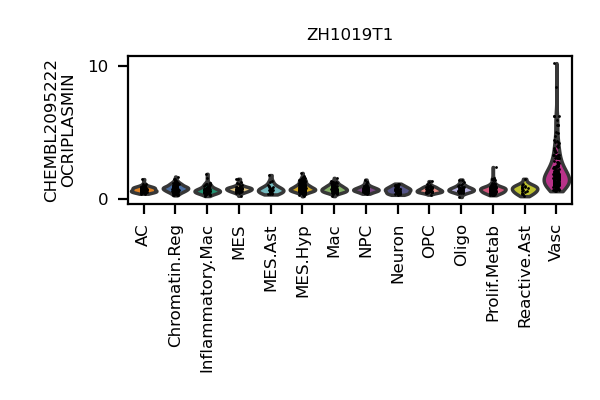 ZH1019T1
CHEMBL2095222
OCRIPLASMIN
10
0
AC
Chromatin.Reg
Inflammatory.Mac
MES
MES.Ast
MES.Hyp
Mac
NPC
Neuron
OPC
Oligo
Prolif.Metab
Reactive.Ast
Vasc